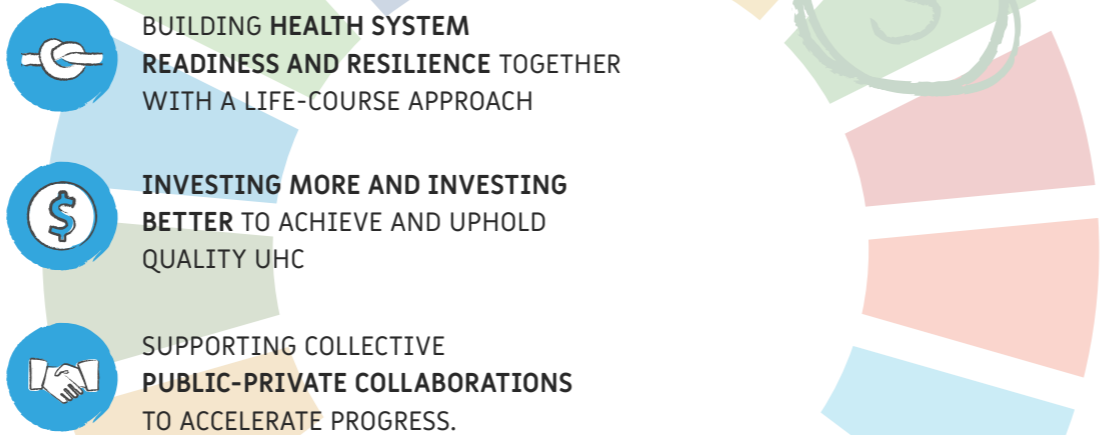 BUILDING HEALTH SYSTEM
READINESS AND RESILIENCE TOGETHER
WITH A LIFE-COURSE APPROACH
$
INVESTING MORE AND INVESTING
BETTER TO ACHIEVE AND UPHOLD
QUALITY UHC
SUPPORTING COLLECTIVE
PUBLIC-PRIVATE COLLABORATIONS
TO ACCELERATE PROGRESS.